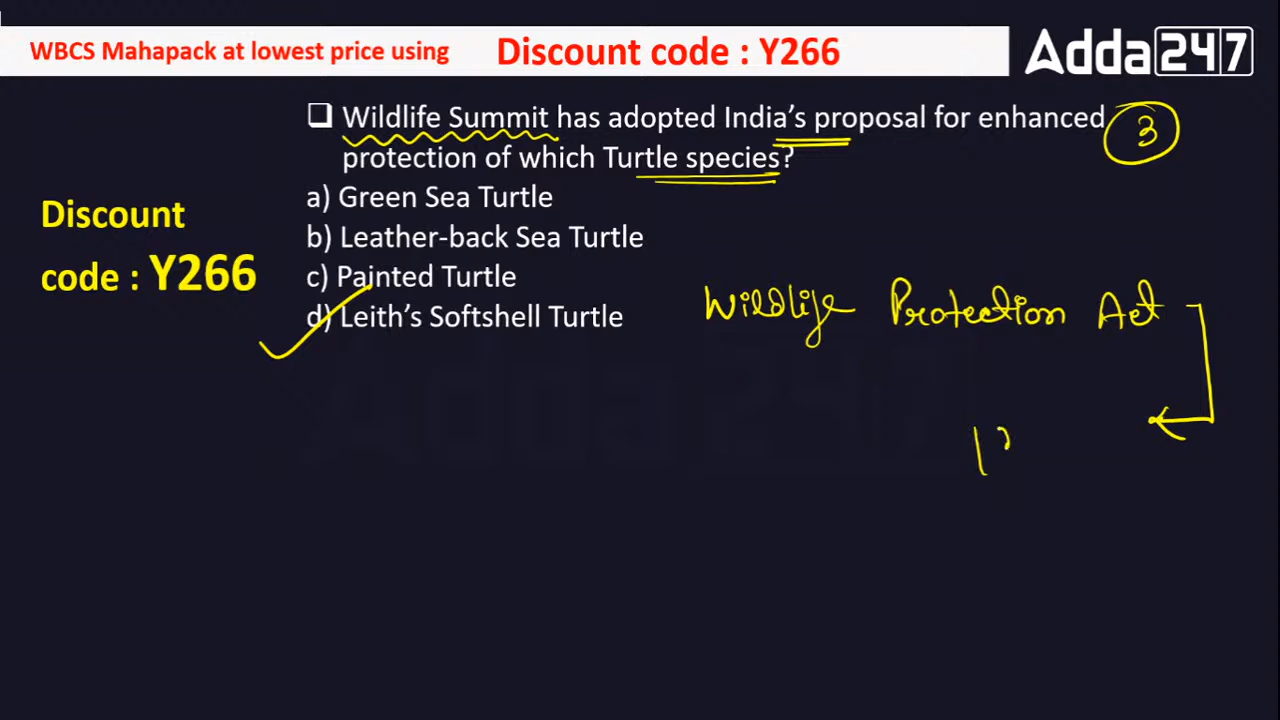 WBCS Mahapack at lowest price using Discount code : Y266
Adda247
❑ Wildlife Summit has adopted India's proposal for enhanced
protection of which Turtle species?
3
a) Green Sea Turtle
b) Leather-back Sea Turtle
c) Painted Turtle
d) Leith's Softshell Turtle
Discount
code : Y266
Wildlife Protection Act